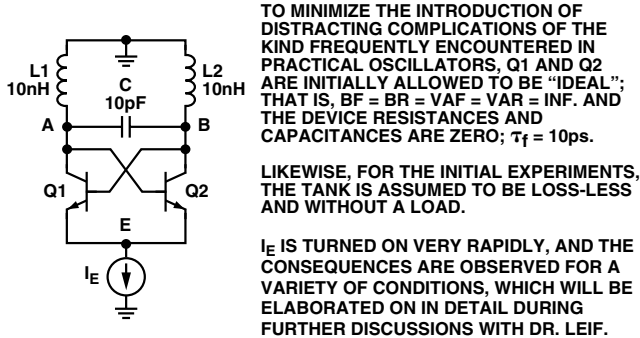 TO MINIMIZE THE INTRODUCTION OF
DISTRACTING COMPLICATIONS OF THE
KIND FREQUENTLY ENCOUNTERED IN
PRACTICAL OSCILLATORS, Q1 AND Q2
ARE INITIALLY ALLOWED TO BE “IDEAL”;
THAT IS, BF = BR = VAF = VAR = INF. AND
THE DEVICE RESISTANCES AND
CAPACITANCES ARE ZERO; τf = 10ps.
LIKEWISE, FOR THE INITIAL EXPERIMENTS,
THE TANK IS ASSUMED TO BE LOSS-LESS
AND WITHOUT A LOAD.
IE IS TURNED ON VERY RAPIDLY, AND THE
CONSEQUENCES ARE OBSERVED FOR A
VARIETY OF CONDITIONS, WHICH WILL BE
ELABORATED ON IN DETAIL DURING
FURTHER DISCUSSIONS WITH DR. LEIF.
L1
10nH
C
10pF
L2
10nH
A
B
Q1
Q2
E
IE